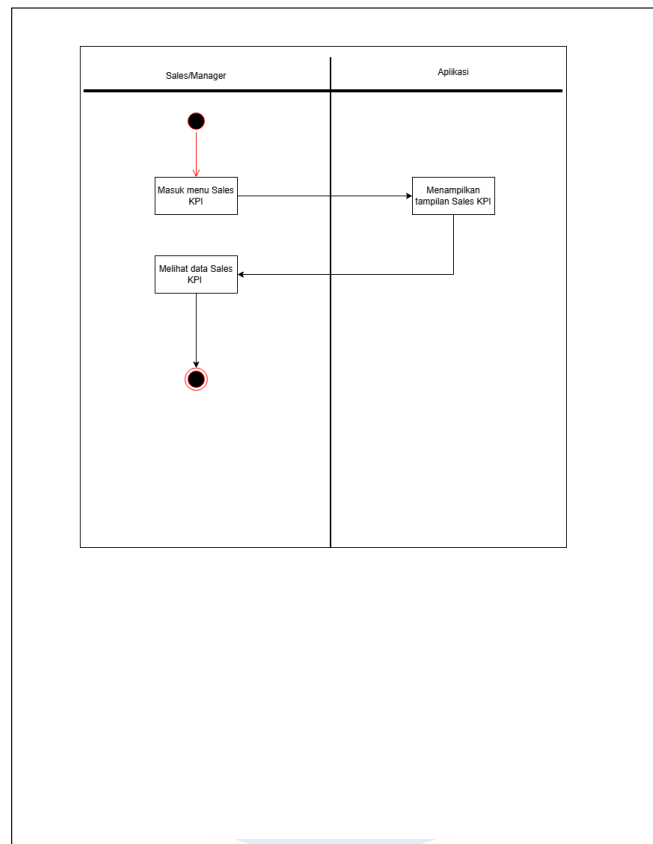 Sales/Manager
Aplikasi
Masuk menu Sales
KPI
Menampilkan
tampilan Sales KPI
Melihat data Sales
KPI